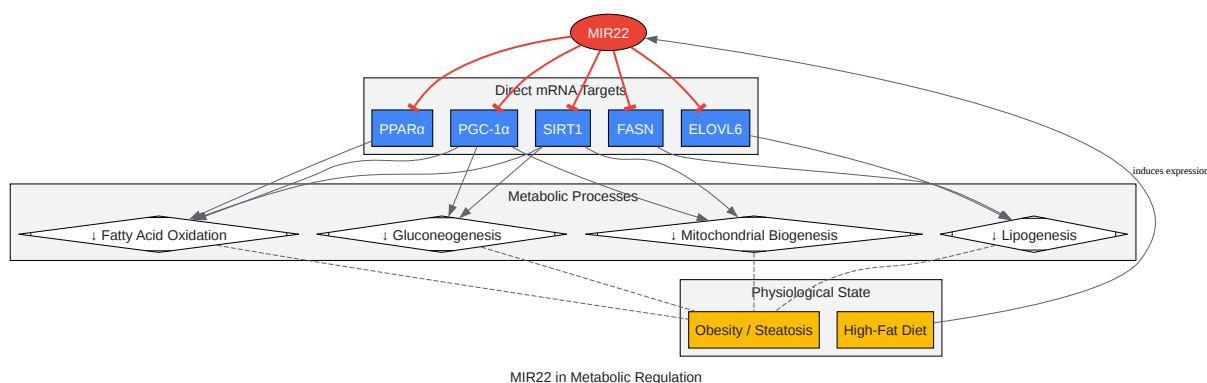 MIR22
Direct mRNA Targets
PPARα
PGC-1α
SIRT1
FASN
ELOVL6
induces expression
Metabolic Processes
↓ Fatty Acid Oxidation
↓ Gluconeogenesis
↓ Mitochondrial Biogenesis
↓ Lipogenesis
Physiological State
Obesity / Steatosis
High-Fat Diet
MIR22 in Metabolic Regulation